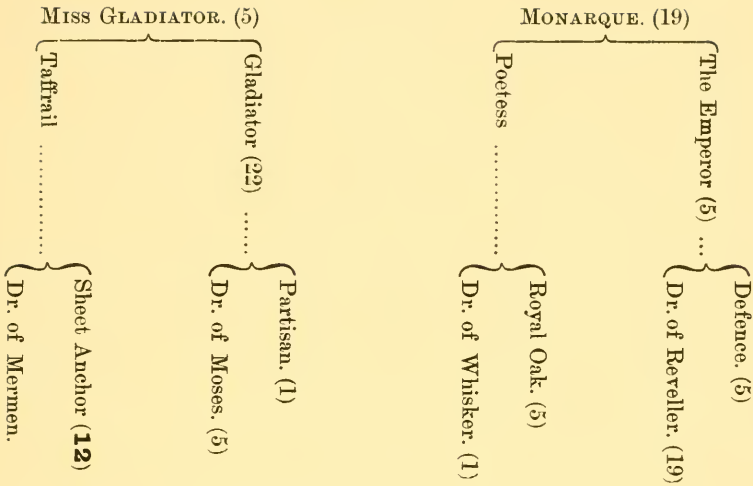 MISS GLADIATOR. (5)
Taffrail ............
Sheet Anchor (12)
Dr. of Mermen.
Gladiator (22) ......
Partisan. (1)
Dr. of Moses. (5)
MONARQUE. (19)
Poetess ............
Royal Oak. (5)
Dr. of Whisker. (1)
The Emperor (5) ...
Defence. (5)
Dr. of Reveller. (19)